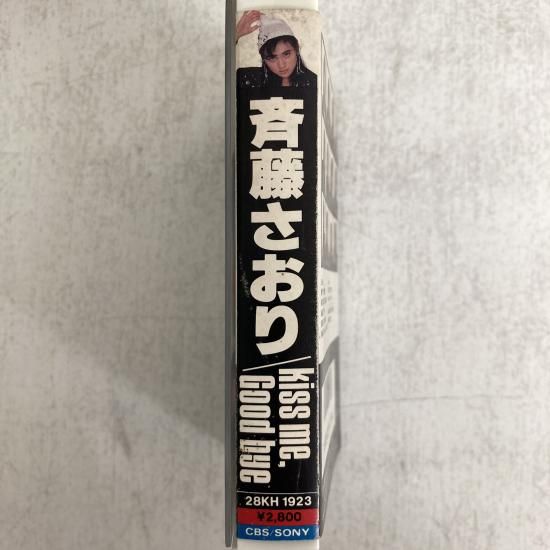 斉藤さおり
/kiss me,
Good bye
28KH 1923
¥2,800
CBS/SONY